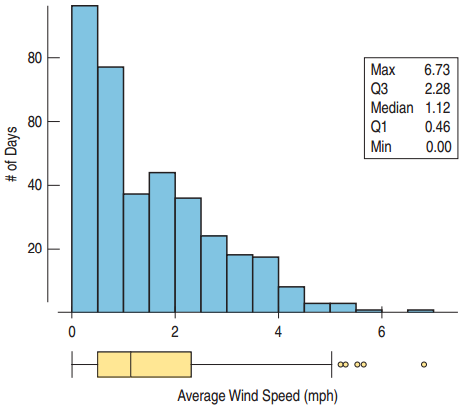 80
80
40
20
# of Days
Max 6.73
Q3 2.28
Median 1.12
Q1 0.46
Min 0.00
0 2 4 6
0
Average Wind Speed (mph)